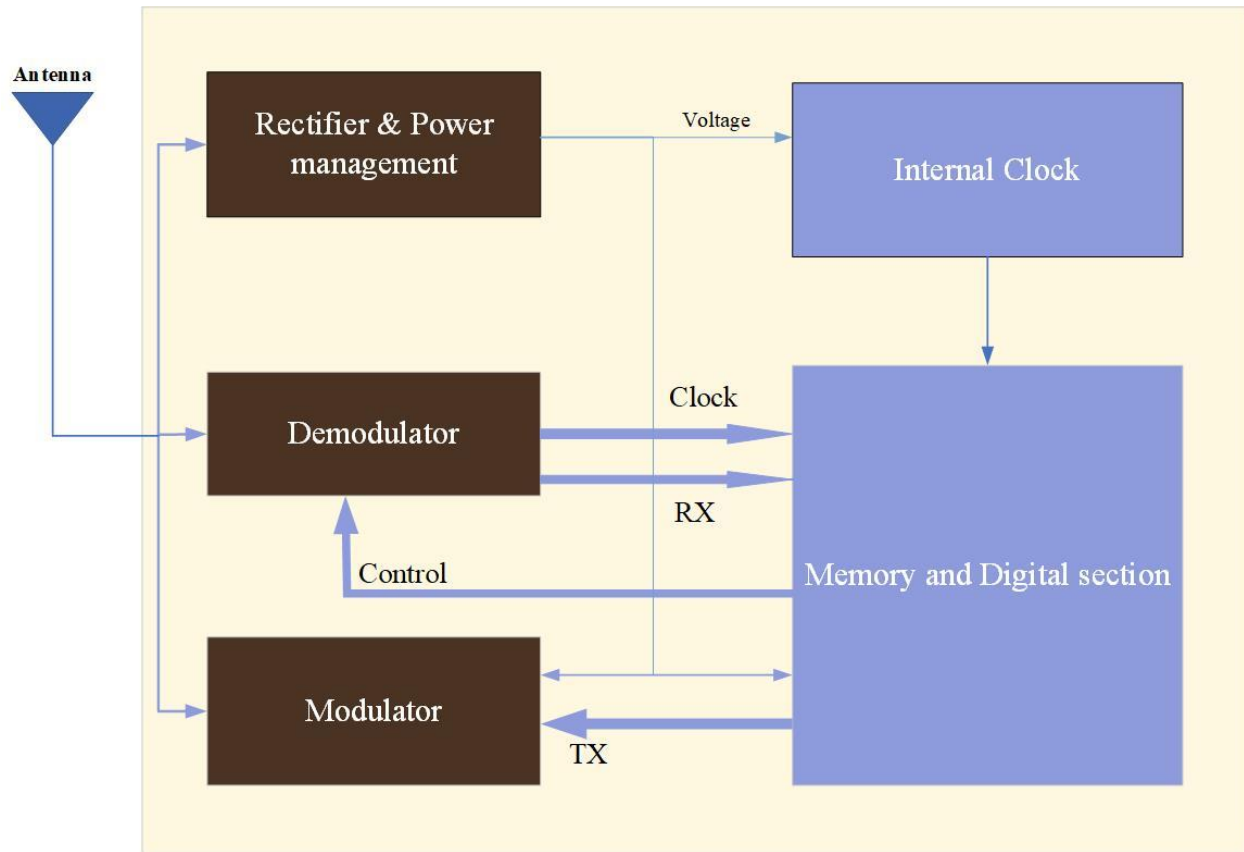 Antenna
Rectifier & Power
management
Voltage
Internal Clock
Clock
Demodulator
RX
Control
Memory and Digital section
Modulator
TX